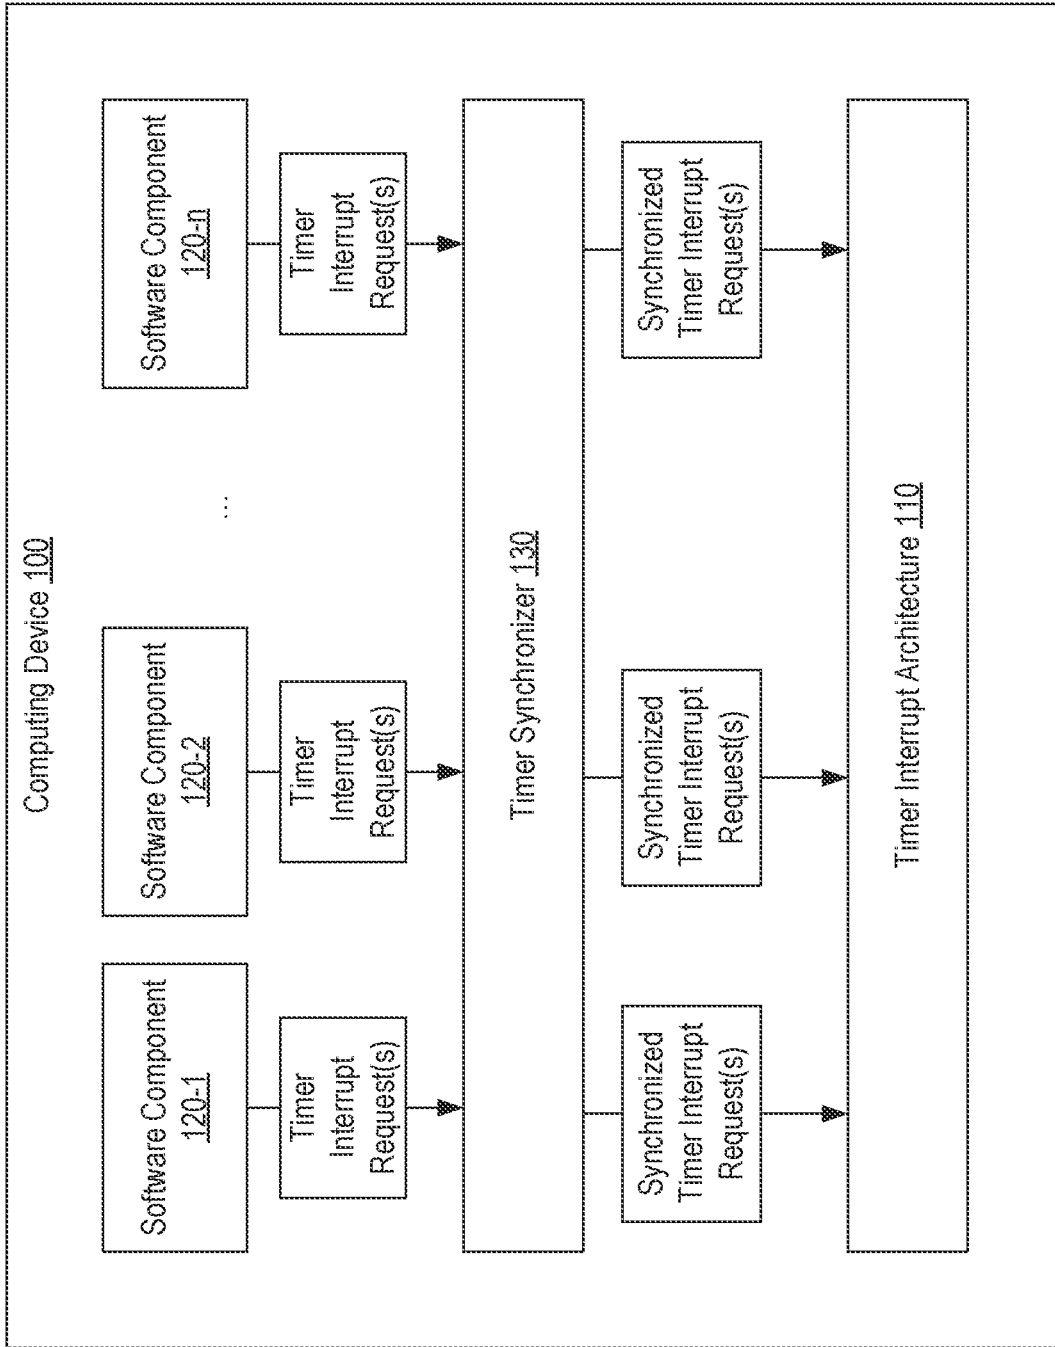 Computing Device 100
Software Component
120-1
Software Component
120-2
...
Software Component
120-n
Timer
Interrupt
Request(s)
Timer
Interrupt
Request(s)
Timer
Interrupt
Request(s)
Timer Synchronizer 130
Synchronized
Timer Interrupt
Request(s)
Synchronized
Timer Interrupt
Request(s)
Synchronized
Timer Interrupt
Request(s)
Timer Interrupt Architecture 110